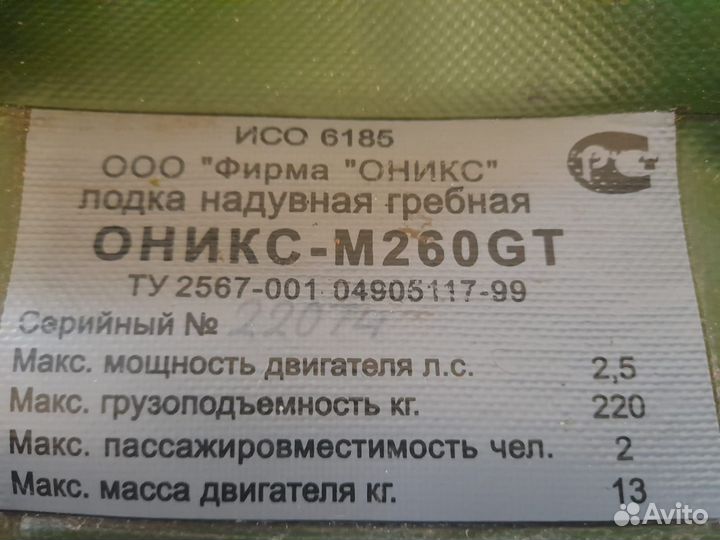 ИСО 6185
ООО "Фирма "ОНИКС"
лодка надувная гребная
ОНИКС-М260GT
ТУ 2567-001 04905117-99
Серийный №
Макс. мощность двигателя л.с. 2,5
Макс. грузоподъемность кг. 220
Макс. пассажировместимость чел. 2
Макс. масса двигателя кг. 13
Avito